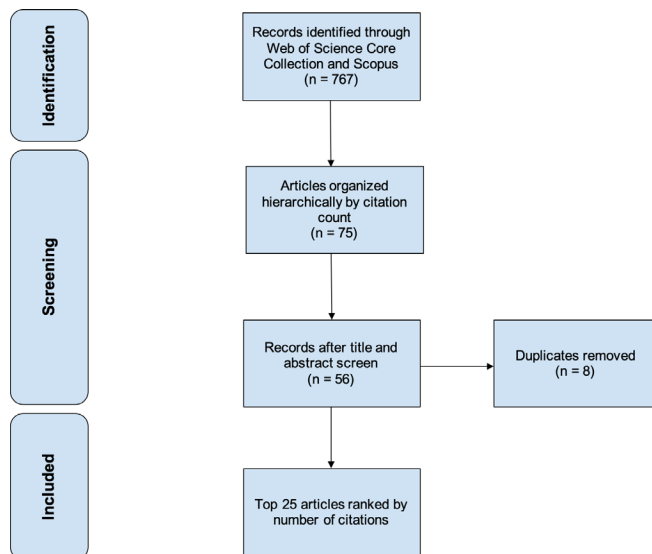 Identification
Records identified through
Web of Science Core
Collection and Scopus
(n = 767)
Screening
Articles organized
hierarchically by citation
count
(n = 75)
Records after title and
abstract screen
(n = 56)
Duplicates removed
(n = 8)
Included
Top 25 articles ranked by
number of citations